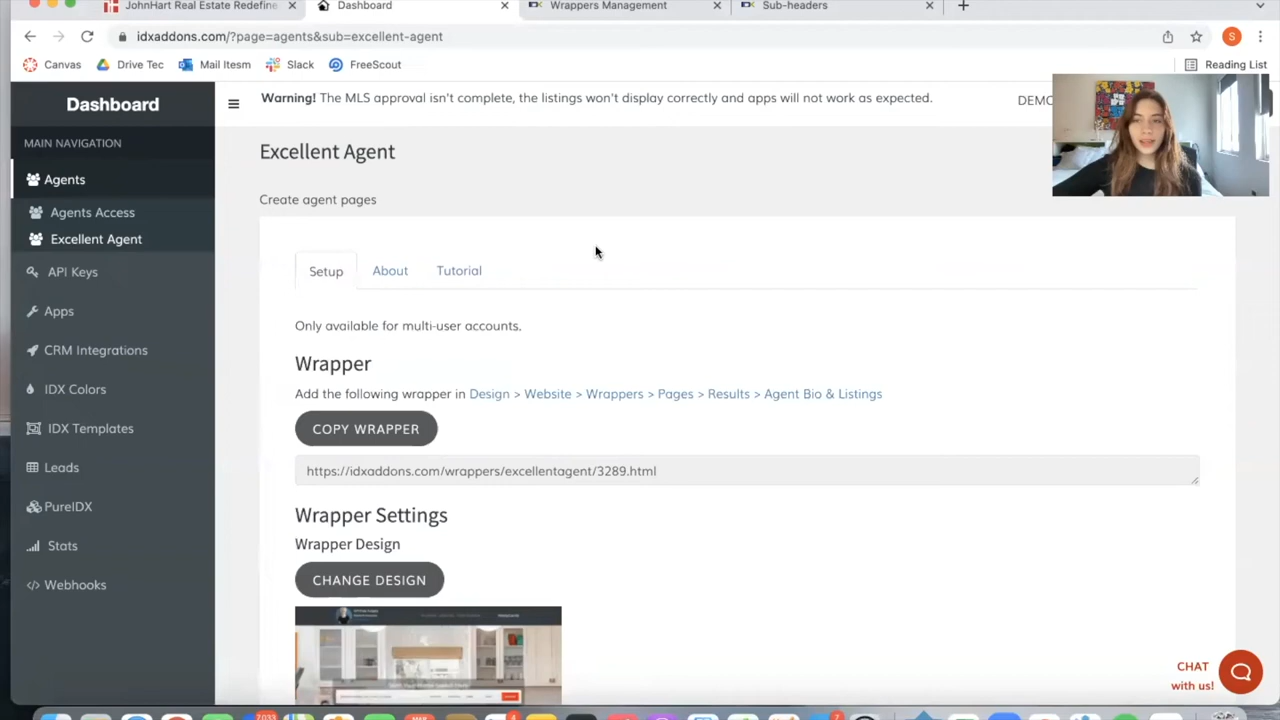 JohnHart Real Estate Redefine
Dashboard
Wrappers Management
Sub-headers
idxaddons.com/?page=agents&sub=excellent-agent
Canvas
Drive Tec
Mail Itesm
Slack
FreeScout
Reading List
Dashboard
Warning! The MLS approval isn't complete, the listings won't display correctly and apps will not work as expected.
DEMO
MAIN NAVIGATION
Agents
Agents Access
Excellent Agent
API Keys
Apps
CRM Integrations
IDX Colors
IDX Templates
Leads
PureIDX
Stats
Webhooks
Excellent Agent
Create agent pages
Setup
About
Tutorial
Only available for multi-user accounts.
Wrapper
Add the following wrapper in Design > Website > Wrappers > Pages > Results > Agent Bio & Listings
COPY WRAPPER
https://idxaddons.com/wrappers/excellentagent/3289.html
Wrapper Settings
Wrapper Design
CHANGE DESIGN
CHAT
with us!